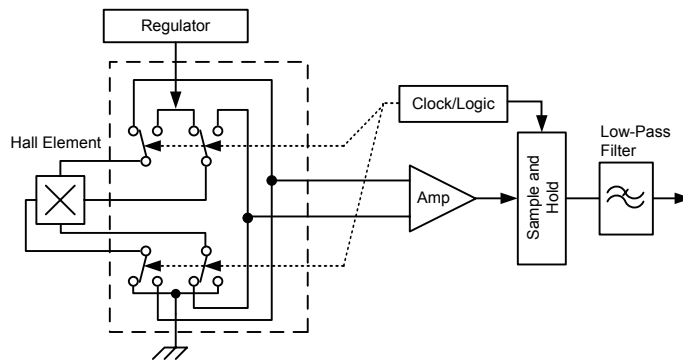 Regulator
Clock/Logic
Hall Element
Low-Pass
Filter
Amp
Sample and
Hold